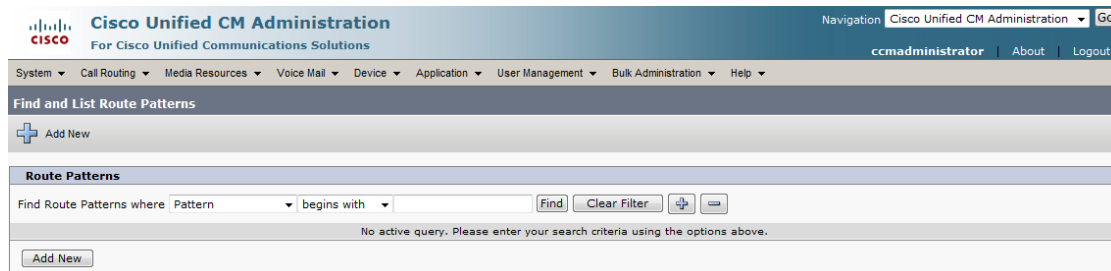 Cisco Unified CM Administration
CISCO For Cisco Unified Communications Solutions
Navigation Cisco Unified CM Administration
ccmadministrator | About | Logout
System Call Routing Media Resources Voice Mail Device Application User Management Bulk Administration Help
Find and List Route Patterns
Add New
Route Patterns
Find Route Patterns where Pattern begins with Find Clear Filter
No active query. Please enter your search criteria using the options above.
Add New